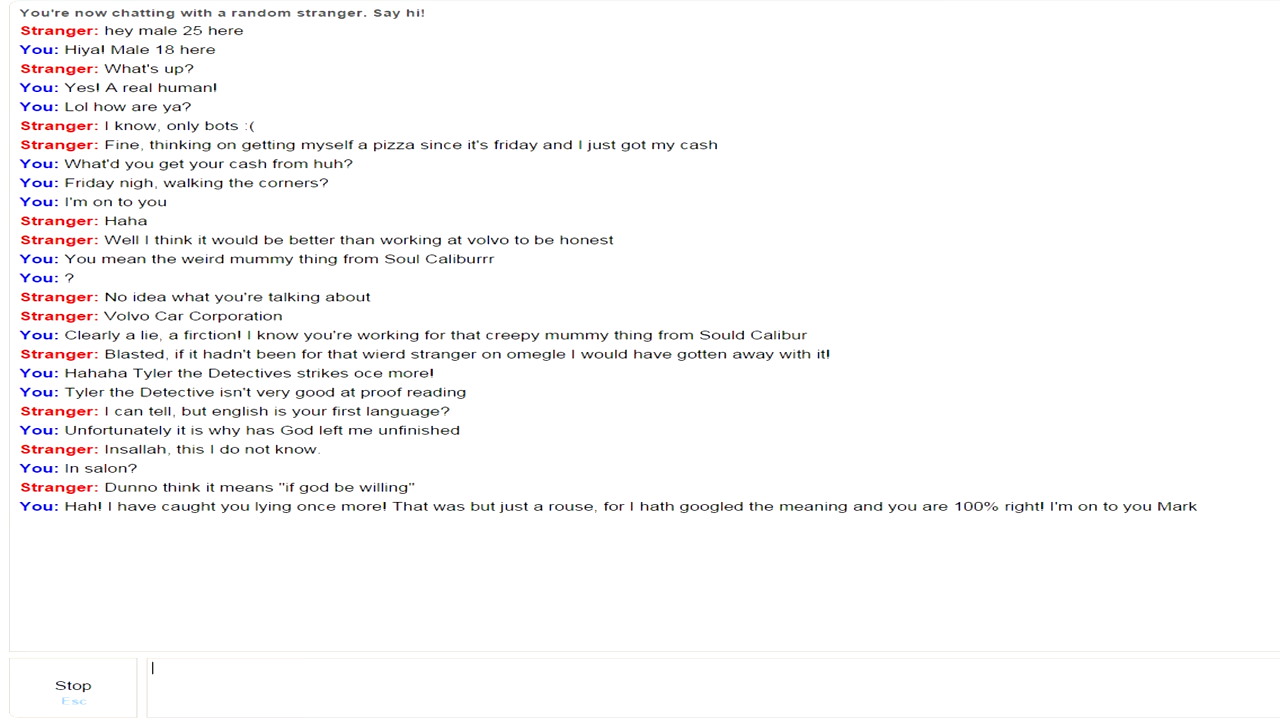 You're now chatting with a random stranger. Say hi!
Stranger: hey male 25 here
You: Hiya! Male 18 here
Stranger: What's up?
You: Yes! A real human!
You: Lol how are ya?
Stranger: I know, only bots :(
Stranger: Fine, thinking on getting myself a pizza since it's friday and I just got my cash
You: What'd you get your cash from huh?
You: Friday nigh, walking the corners?
You: I'm on to you
Stranger: Haha
Stranger: Well I think it would be better than working at volvo to be honest
You: You mean the weird mummy thing from Soul Caliburrr
You: ?
Stranger: No idea what you're talking about
Stranger: Volvo Car Corporation
You: Clearly a lie, a firction! I know you're working for that creepy mummy thing from Sould Calibur
Stranger: Blasted, if it hadn't been for that wierd stranger on omegle I would have gotten away with it!
You: Hahaha Tyler the Detectives strikes oce more!
You: Tyler the Detective isn't very good at proof reading
Stranger: I can tell, but english is your first language?
You: Unfortunately it is why has God left me unfinished
Stranger: Insallah, this I do not know.
You: In salon?
Stranger: Dunno think it means "if god be willing"
You: Hah! I have caught you lying once more! That was but just a rouse, for I hath googled the meaning and you are 100% right! I'm on to you Mark
Stop
Esc